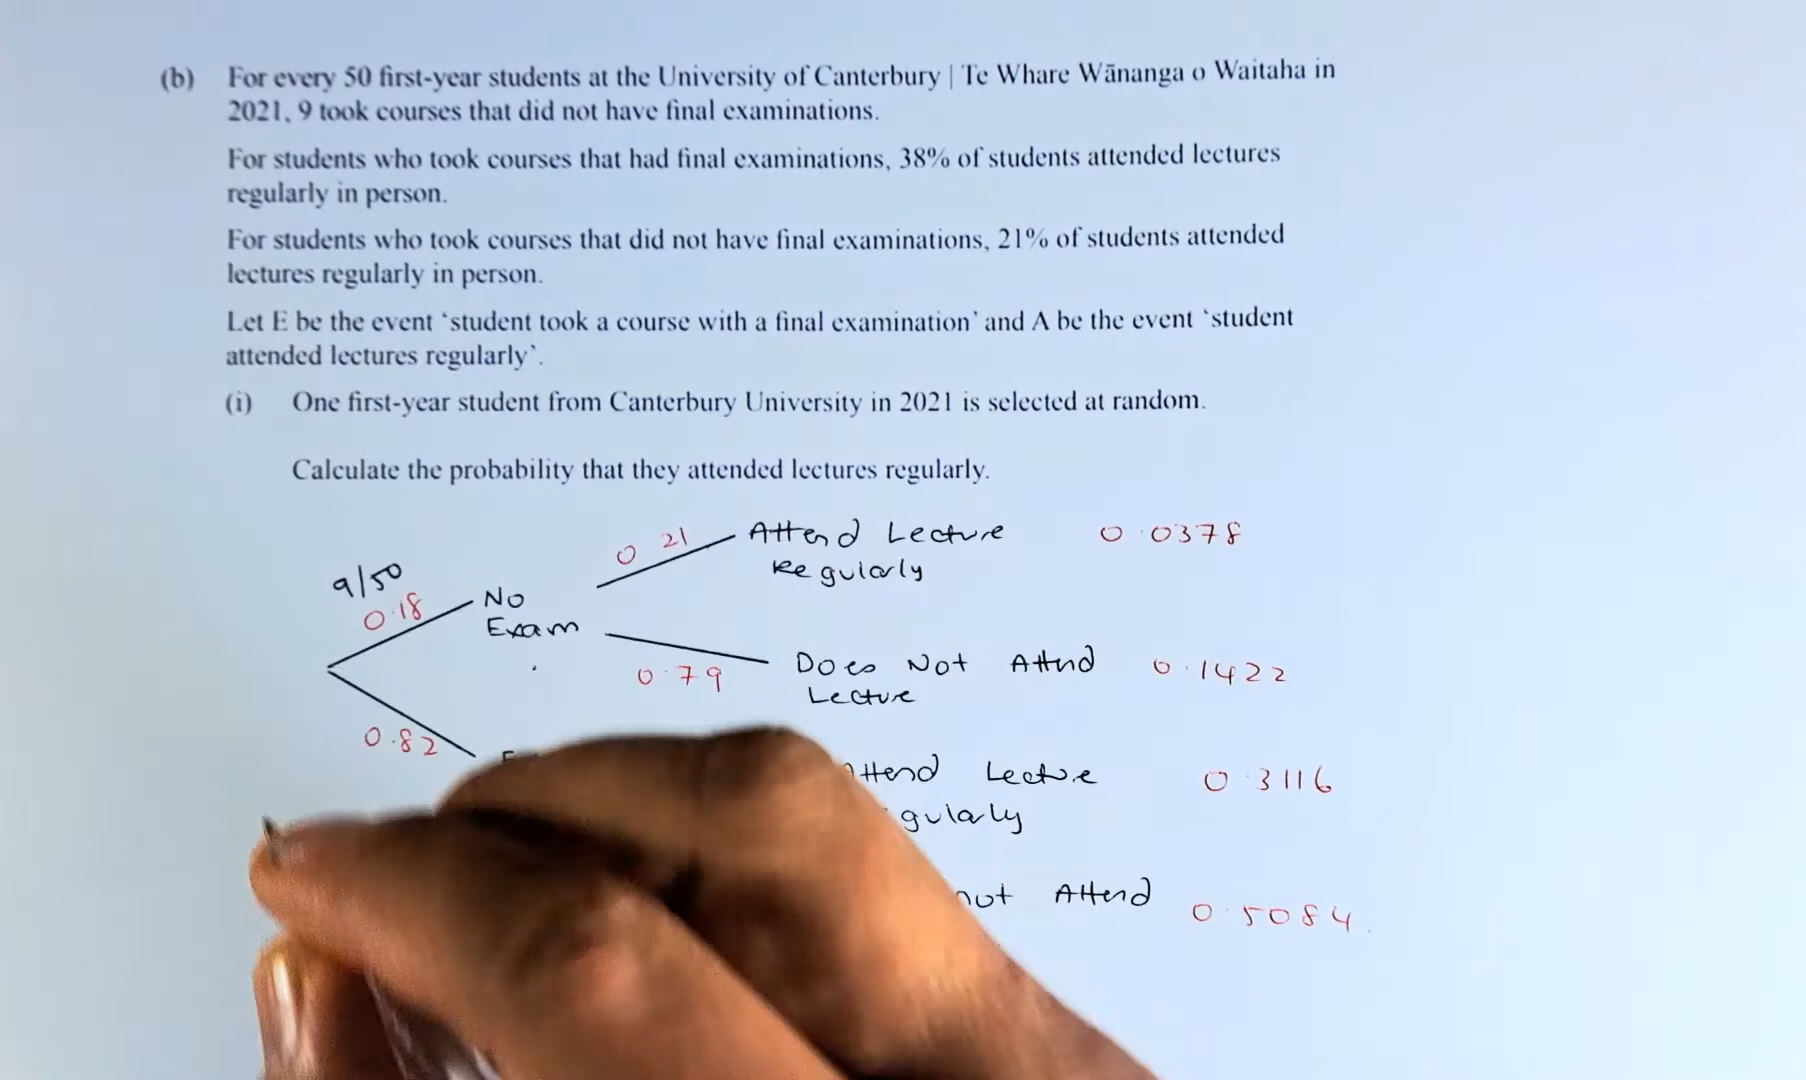 (b) For every 50 first-year students at the University of Canterbury | Te Whare Wānanga o Waitaha in
2021, 9 took courses that did not have final examinations.
For students who took courses that had final examinations, 38% of students attended lectures
regularly in person.
For students who took courses that did not have final examinations, 21% of students attended
lectures regularly in person.
Let E be the event ‘student took a course with a final examination’ and A be the event ‘student
attended lectures regularly‘.
(i) One first-year student from Canterbury University in 2021 is selected at random.
Calculate the probability that they attended lectures regularly.
0.21 Attend Lecture 0.0378
Regularly
9/50
0.18 No
Exam
0.79 Does Not Attnd 0.1422
Lecture
0.82
ttend Lecture 0.3116
gularly
not Attend 0.5084